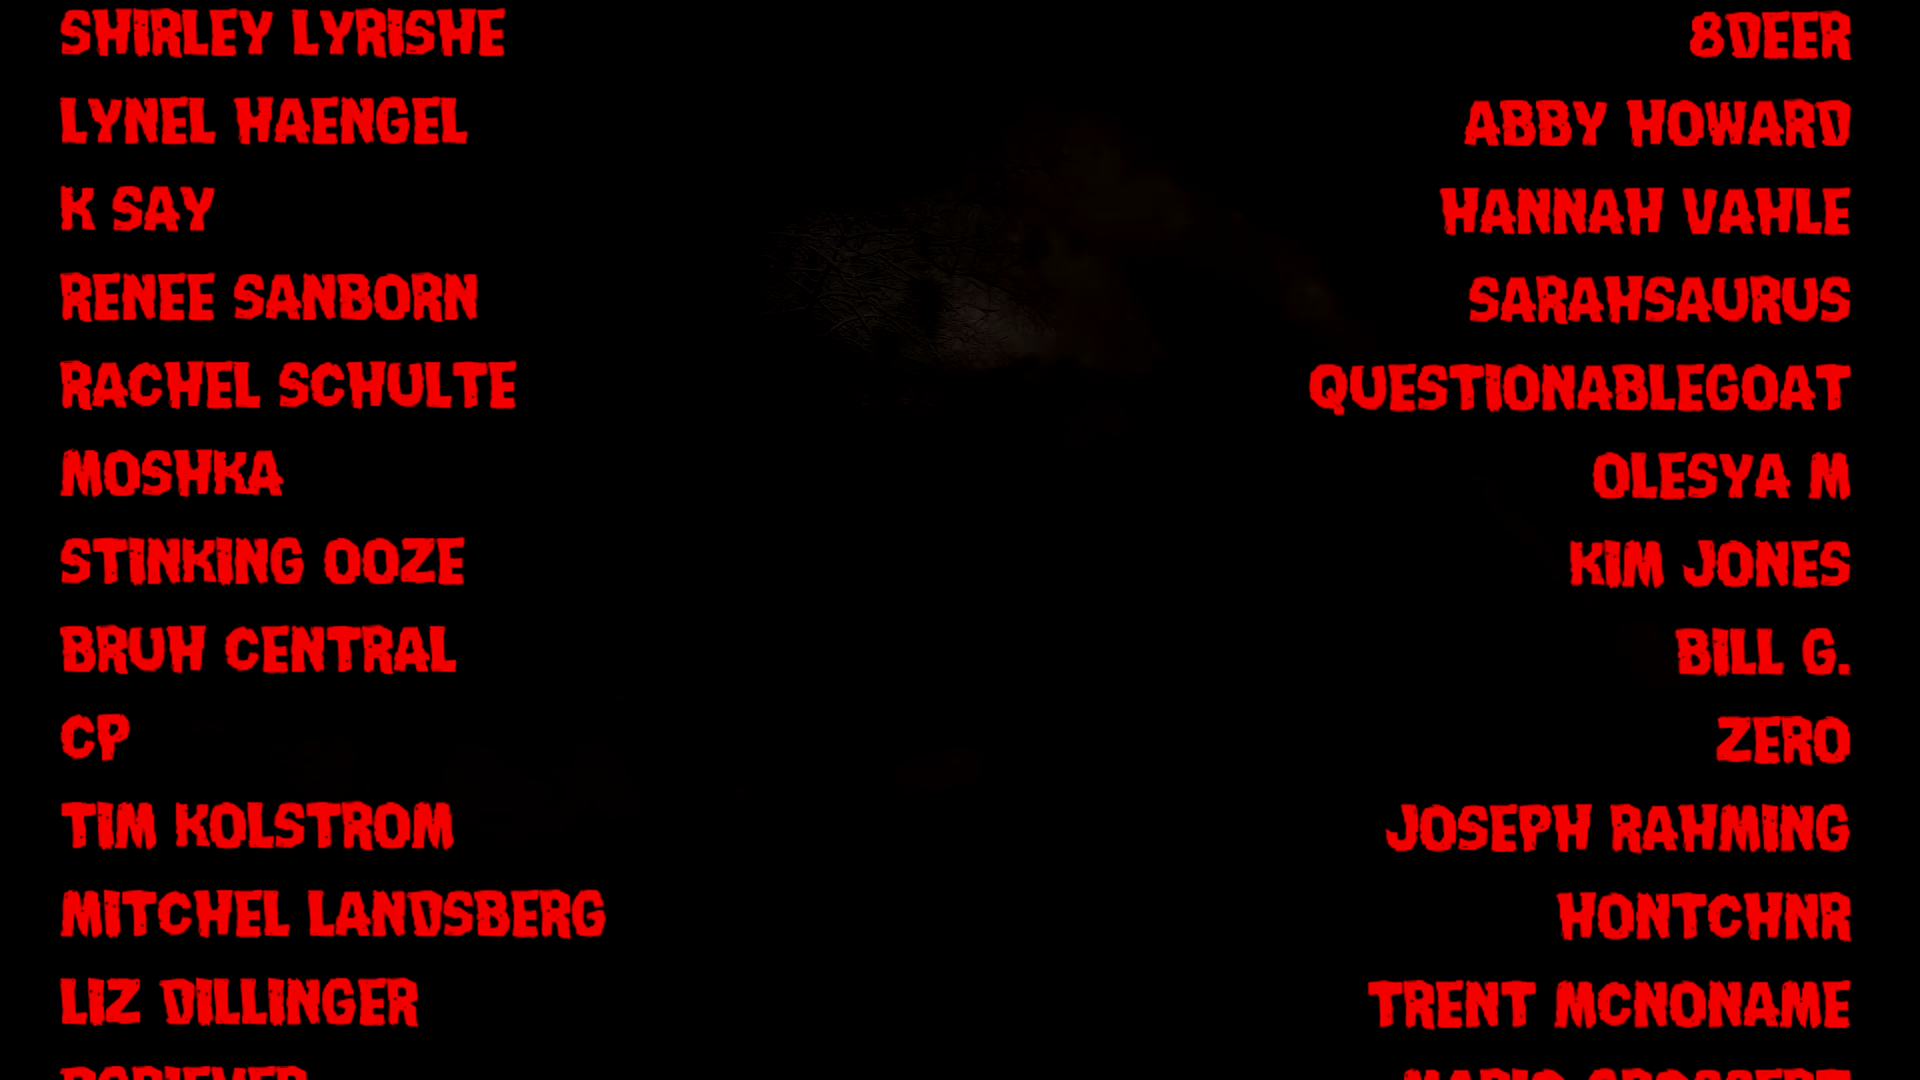 SHIRLEY LYRISHE
8DEER
LYNEL HAENGEL
ABBY HOWARD
K SAY
HANNAH VAHLE
RENEE SANBORN
SARAHSAURUS
RACHEL SCHULTE
QUESTIONABLEGOAT
MOSHKA
OLESYA M
STINKING OOZE
KIM JONES
BRUH CENTRAL
BILL G.
CP
ZERO
TIM KOLSTROM
JOSEPH RAHMING
MITCHEL LANDSBERG
HONTCHNR
LIZ DILLINGER
TRENT MCNONAME